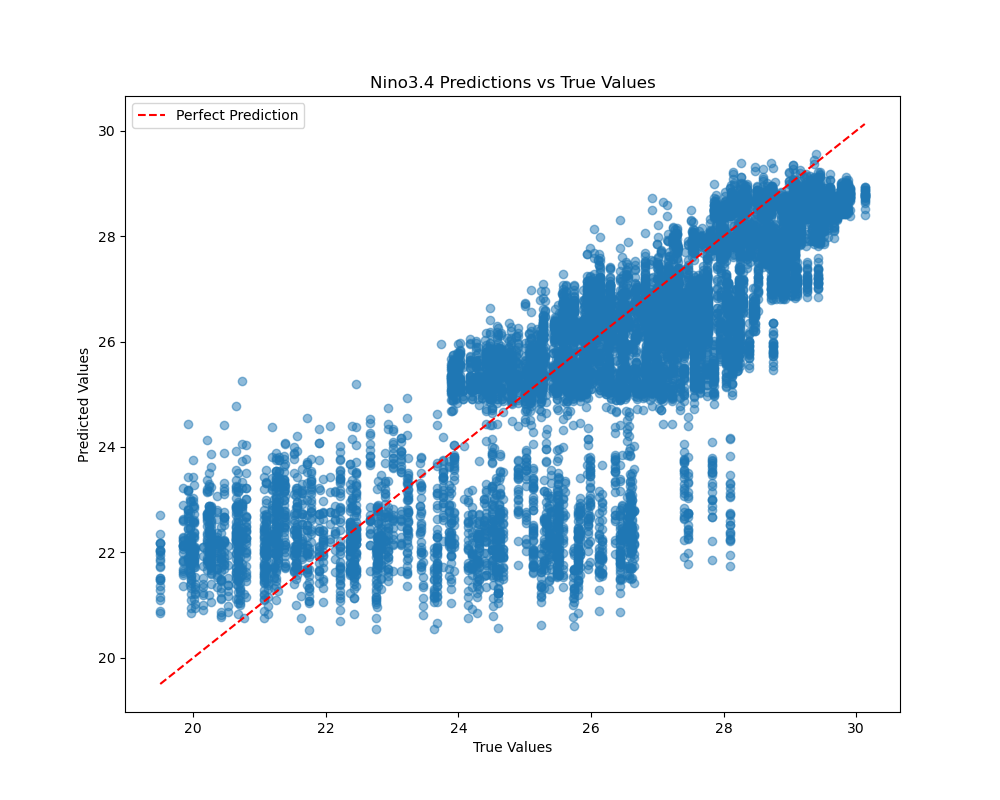 Nino3.4 Predictions vs True Values
Perfect Prediction
30
28
26
24
22
20
Predicted Values
20 22 24 26 28 30
True Values